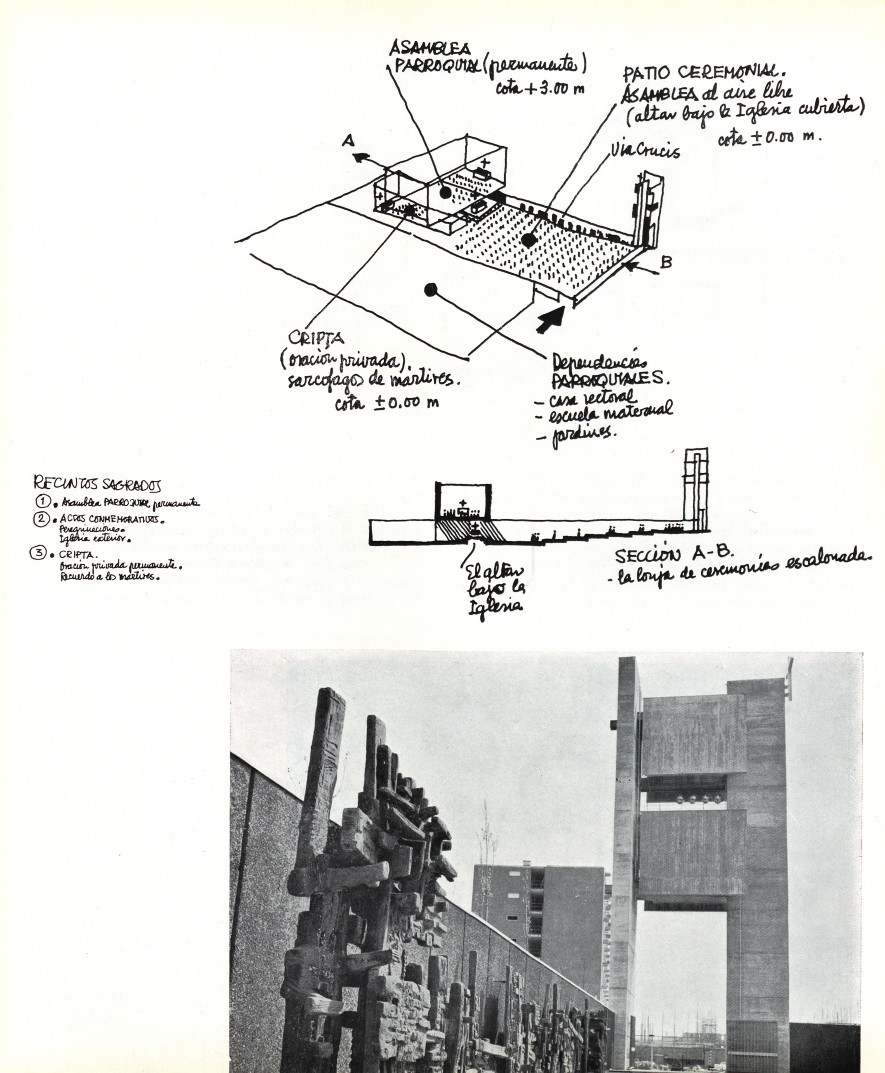 ASAMBLEA
PARROQUIAL (permanente)
cota +3.00 m
PATIO CEREMONIAL.
ASAMBLEA al aire libre
(altar bajo la Iglesia cubierta)
cota ±0.00 m.
Via Crucis
A
B
CRIPTA
(oración privada).
sarcofagos de mártires.
cota ±0.00 m
Dependencias
PARROQUIALES.
- casa rectoral
- escuela maternal
- jardines.
RECINTOS SAGRADOS
1. Asamblea PARROQUIAL permanente
2. ACTOS CONMEMORATIVOS.
Peregrinaciones.
Iglesia exterior.
3. CRIPTA.
Oración privada permanente.
Recuerdo a los mártires.
El altar
bajo la
Iglesia
SECCIÓN A-B.
- la lonja de ceremonias escalonada.